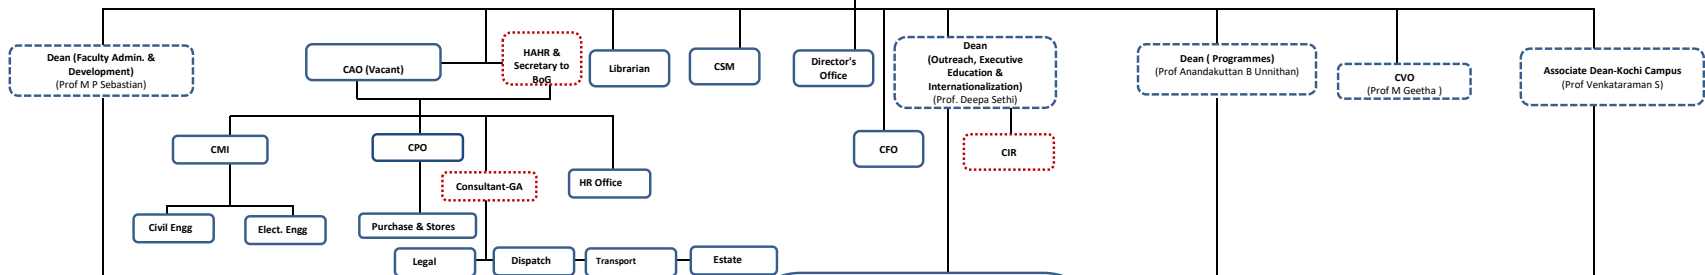 Dean (Faculty Admin. &
Development)
(Prof M P Sebastian)
CAO (Vacant)
HAHR &
Secretary to
BoG
Librarian
CSM
Director's
Office
Dean
(Outreach, Executive
Education &
Internationalization)
(Prof. Deepa Sethi)
Dean ( Programmes)
(Prof Anandakuttan B Unnithan)
CVO
(Prof M Geetha )
Associate Dean-Kochi Campus
(Prof Venkataraman S)
CMI
CPO
Consultant-GA
HR Office
CFO
CIR
Civil Engg
Elect. Engg
Purchase & Stores
Legal
Dispatch
Transport
Estate